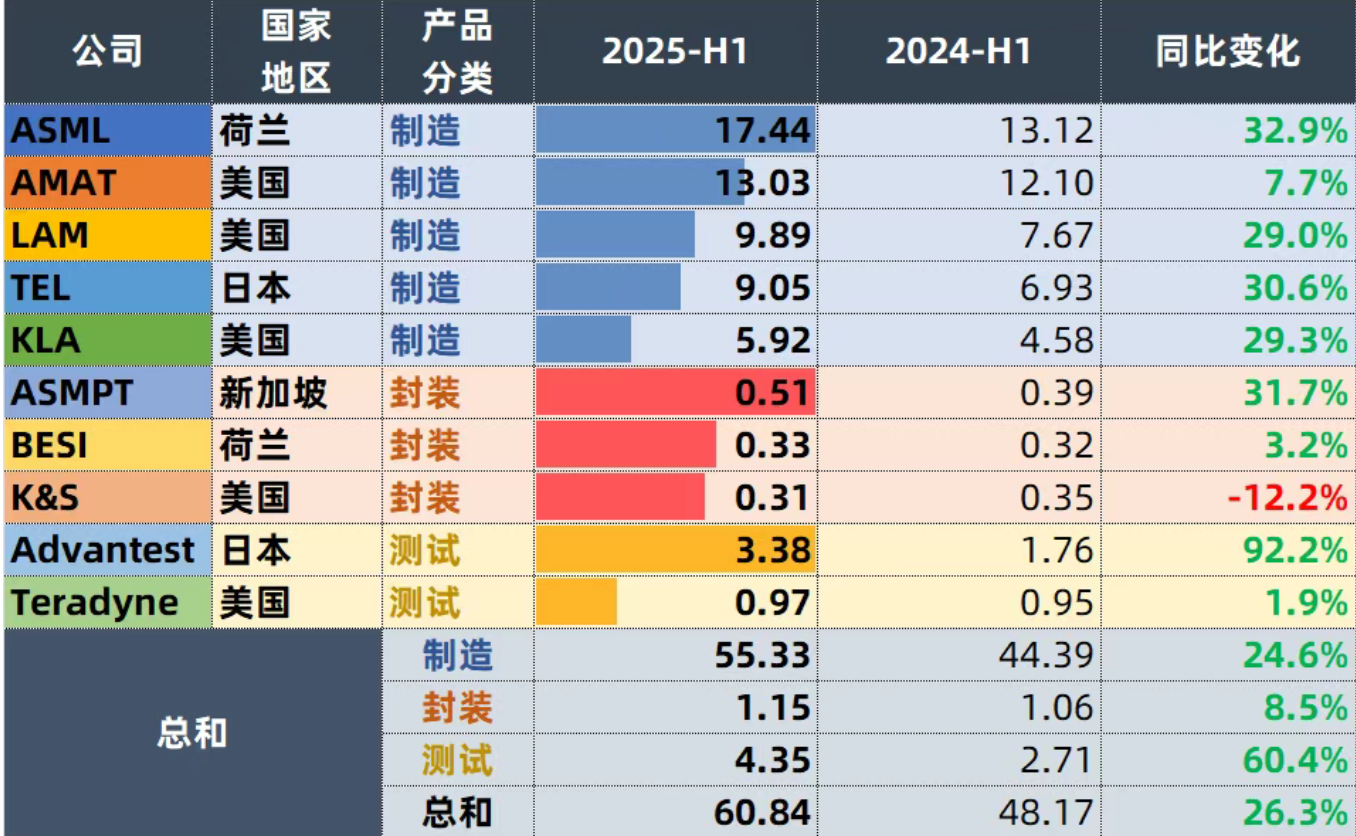 公司 国家地区 产品分类 2025-H1 2024-H1 同比变化
ASML 荷兰 制造 17.44 13.12 32.9%
AMAT 美国 制造 13.03 12.10 7.7%
LAM 美国 制造 9.89 7.67 29.0%
TEL 日本 制造 9.05 6.93 30.6%
KLA 美国 制造 5.92 4.58 29.3%
ASMPT 新加坡 封装 0.51 0.39 31.7%
BESI 荷兰 封装 0.33 0.32 3.2%
K&S 美国 封装 0.31 0.35 -12.2%
Advantest 日本 测试 3.38 1.76 92.2%
Teradyne 美国 测试 0.97 0.95 1.9%
总和 制造 55.33 44.39 24.6%
封装 1.15 1.06 8.5%
测试 4.35 2.71 60.4%
总和 60.84 48.17 26.3%